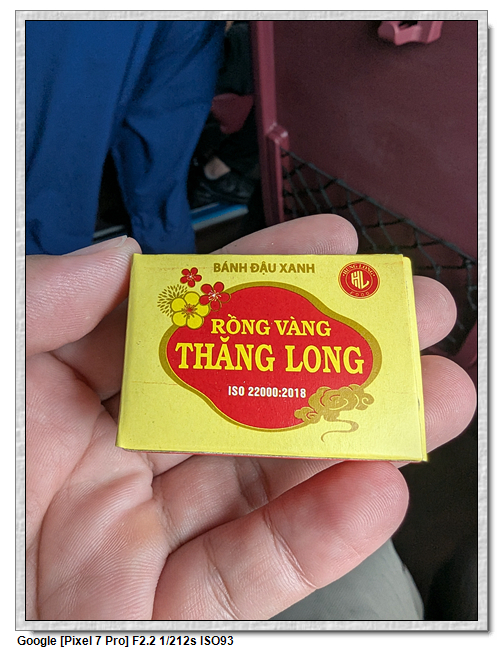 BÁNH ĐẬU XANH
HL
RỒNG VÀNG
THĂNG LONG
ISO 22000:2018
Google [Pixel 7 Pro] F2.2 1/212s ISO93